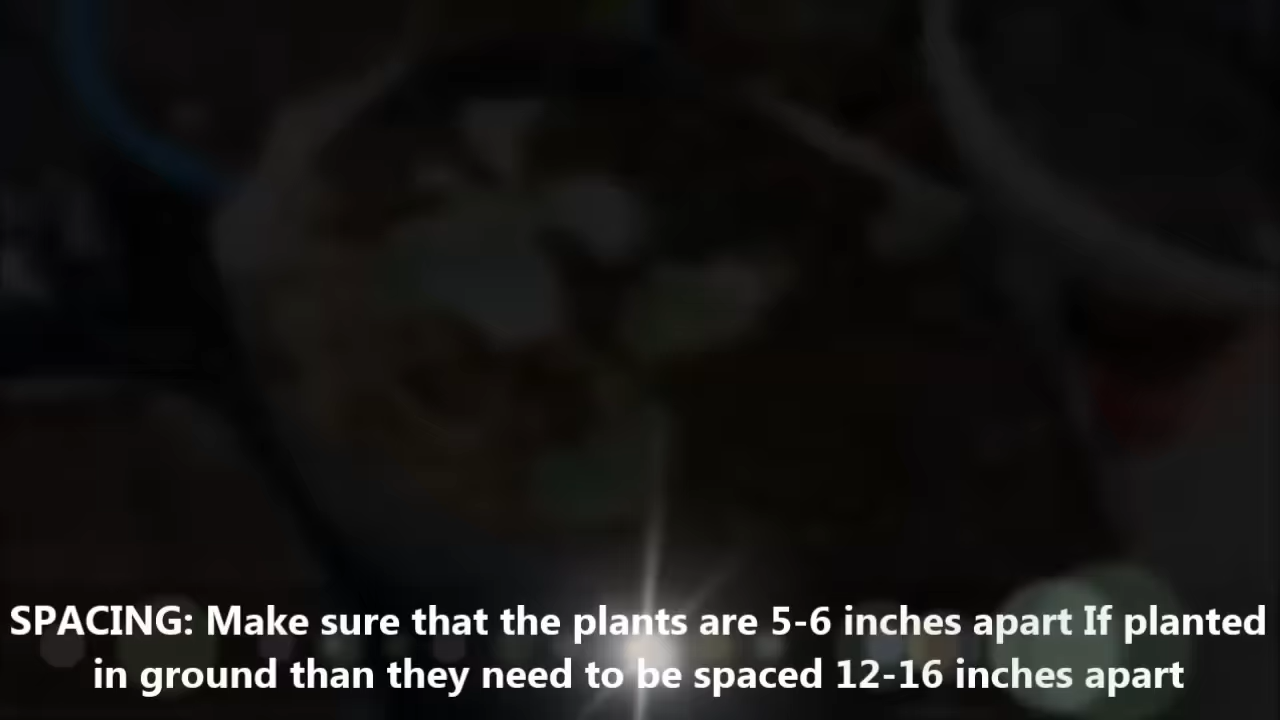 SPACING: Make sure that the plants are 5-6 inches apart If planted
in ground than they need to be spaced 12-16 inches apart